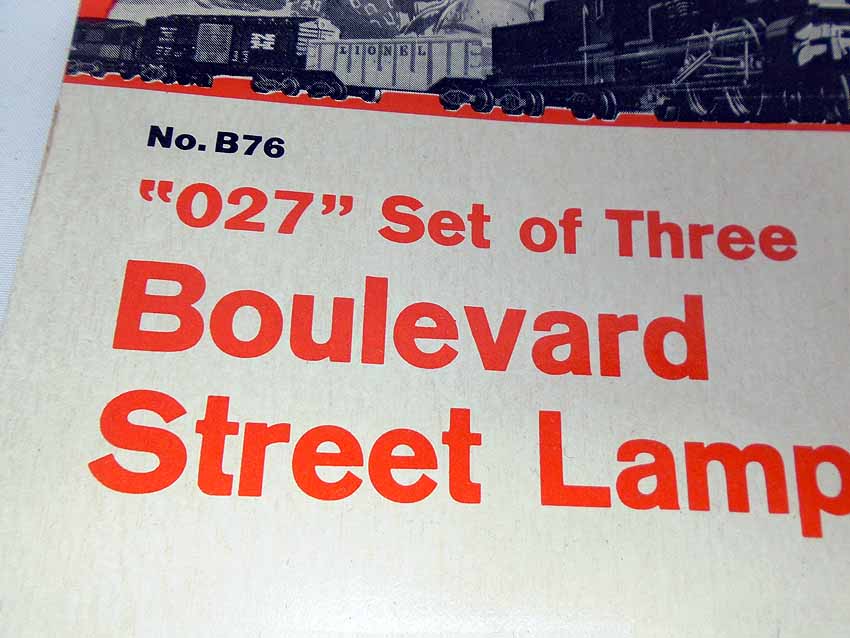 LIONEL
No. B76
“027” Set of Three
Boulevard
Street Lamp